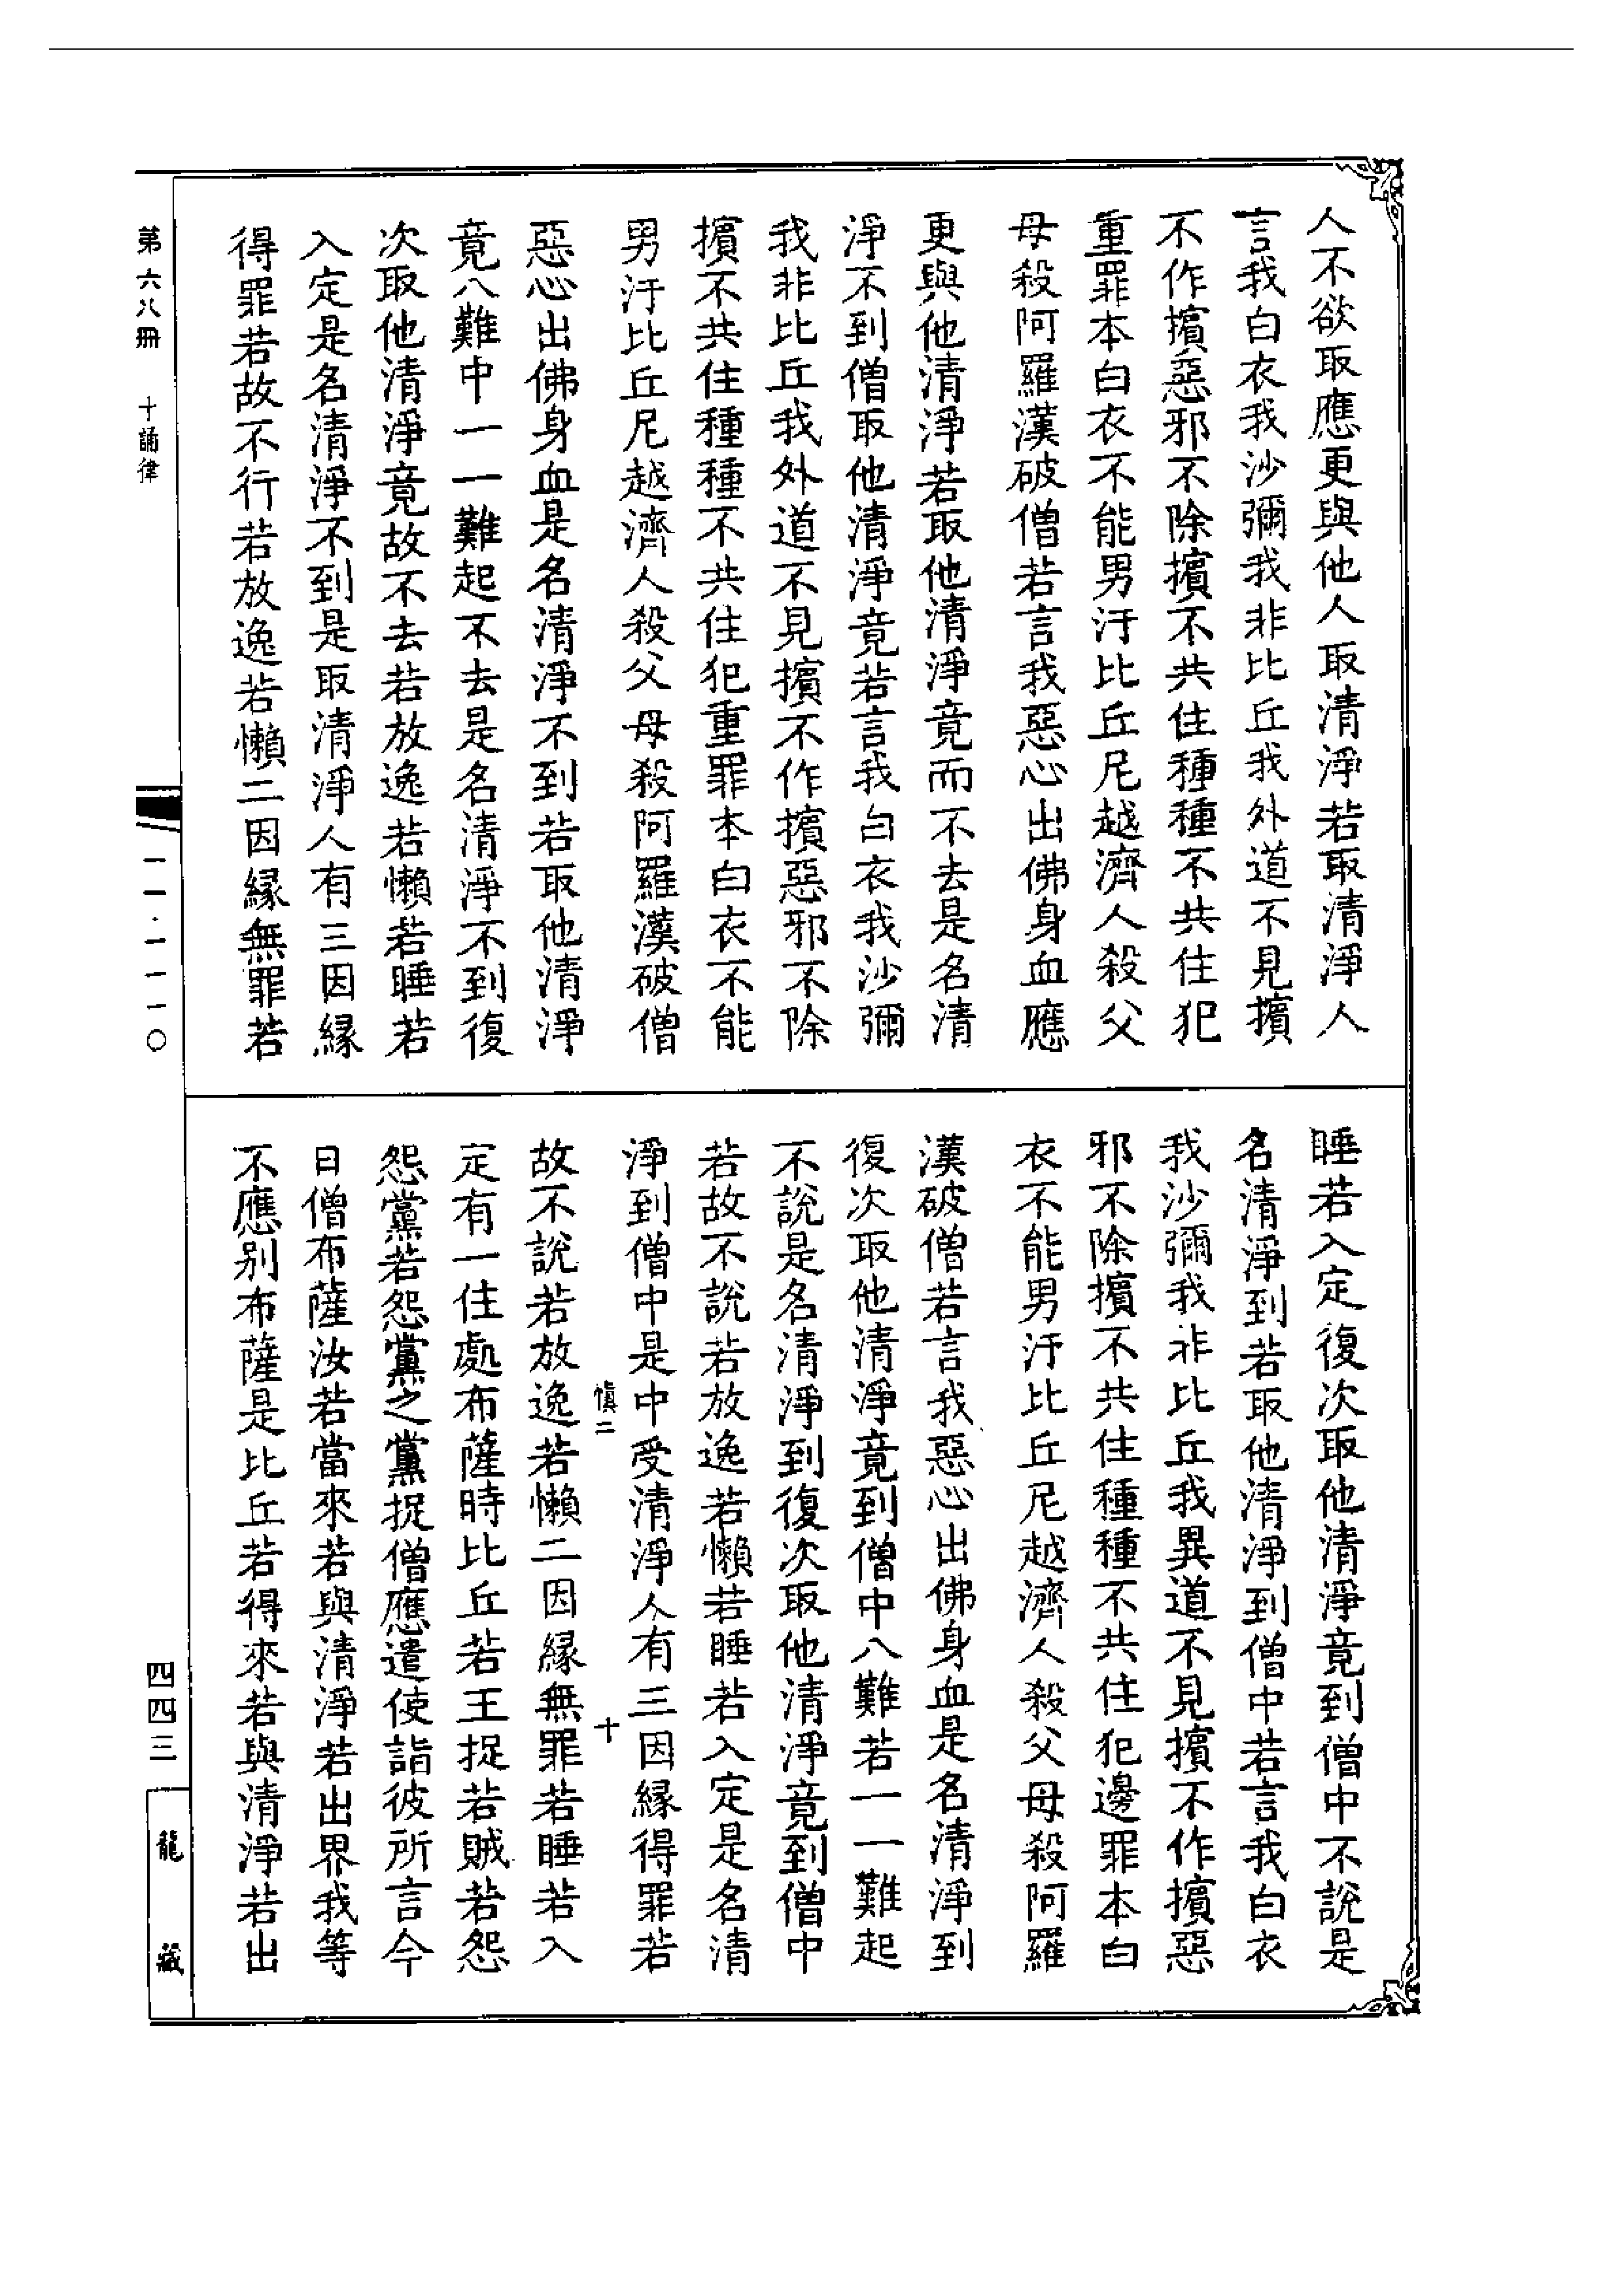 人不欲取應更與他人取清淨若取清淨人
言我白衣我沙彌我非比丘我外道不見擯
不作擯惡邪不除擯不共住種種不共住犯
重罪本白衣不能男汙比丘尼越濟人殺父
母殺阿羅漢破僧若言我惡心出佛身血應
更與他清淨若取他清淨竟而不去是名清
淨不到僧取他清淨竟若言我白衣我沙彌
我非比丘我外道不見擯不作擯惡邪不除
擯不共住種種不共住犯重罪本白衣不能
男汙比丘尼越濟人殺父母殺阿羅漢破僧
惡心出佛身血是名清淨不到若取他清淨
竟八難中一一難起不去是名清淨不到復
次取他清淨竟故不去若放逸若懶若睡若
入定是名清淨不到是取清淨人有三因緣
得罪若故不行若放逸若懶二因緣無罪若
睡若入定復次取他清淨竟到僧中不說是
名清淨到若取他清淨到僧中若言我白衣
我沙彌我非比丘我異道不見擯不作擯惡
邪不除擯不共住種種不共住犯邊罪本白
衣不能男汙比丘尼越濟人殺父母殺阿羅
漢破僧若言我惡心出佛身血是名清淨到
復次取他清淨竟到僧中八難若一一難起
不說是名清淨到復次取他清淨竟到僧中
若故不說若放逸若懶若睡若入定是名清
淨到僧中是中受清淨人有三因緣得罪若
慎二 十
故不說若放逸若懶二因緣無罪若睡若入
定有一住處布薩時比丘若王捉若賊若怨
怨黨若怨黨之黨捉僧應遣使詣彼所言今
日僧布薩汝若當來若與清淨若出界我等
不應別布薩是比丘若得來若與清淨若出
第六八冊 十誦律 一一·一一一〇 四四三 龍藏